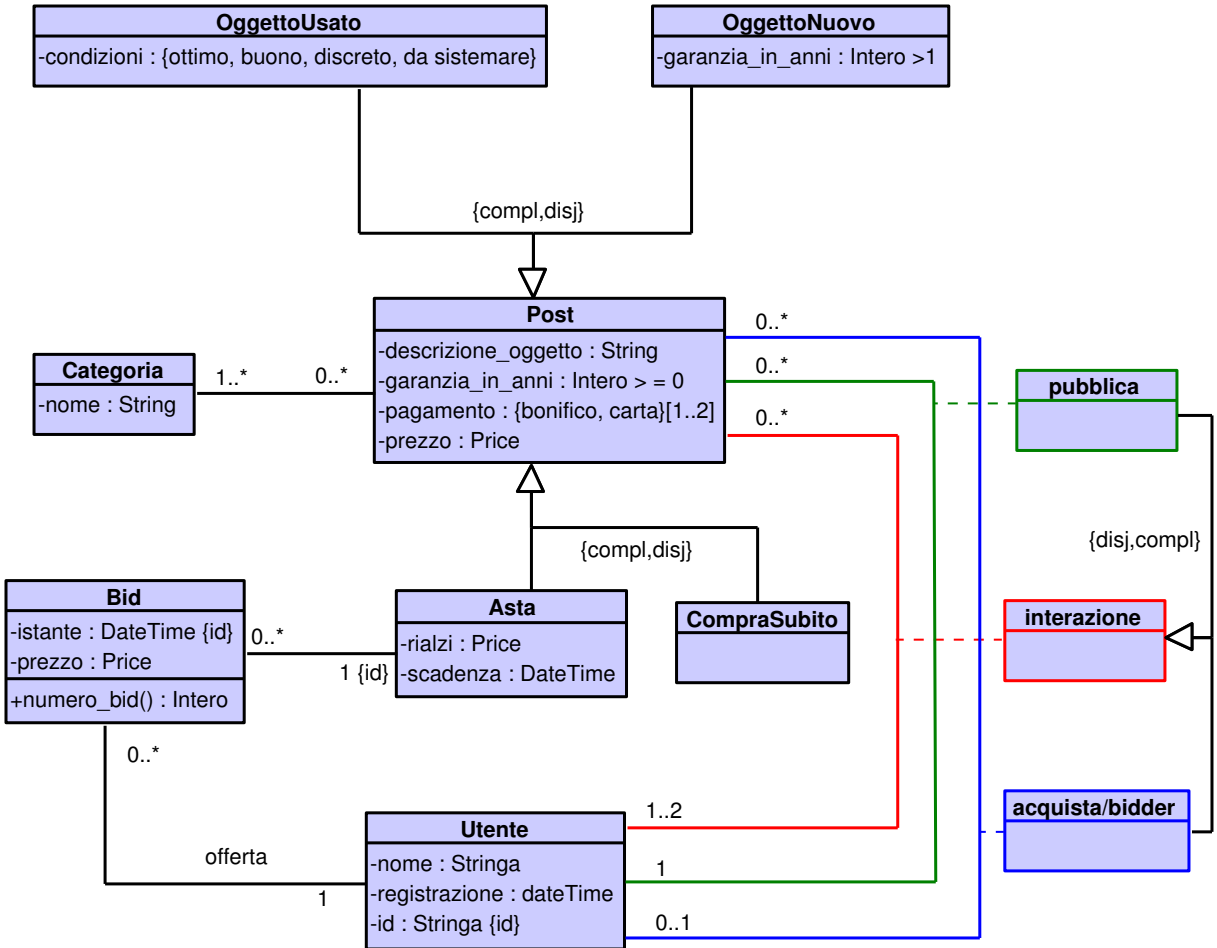 OggettoUsato
-condizioni : {ottimo, buono, discreto, da sistemare}
OggettoNuovo
-garanzia_in_anni : Intero >1
{compl,disj}
Post
-descrizione_oggetto : String
-garanzia_in_anni : Intero > = 0
-pagamento : {bonifico, carta}[1..2]
-prezzo : Price
Categoria
-nome : String
1..*
0..*
0..*
0..*
0..*
pubblica
{compl,disj}
{disj,compl}
Bid
-istante : DateTime {id}
-prezzo : Price
+numero_bid() : Intero
0..*
1 {id}
Asta
-rialzi : Price
-scadenza : DateTime
CompraSubito
interazione
0..*
offerta
1
Utente
-nome : Stringa
-registrazione : dateTime
-id : Stringa {id}
1..2
1
0..1
acquista/bidder